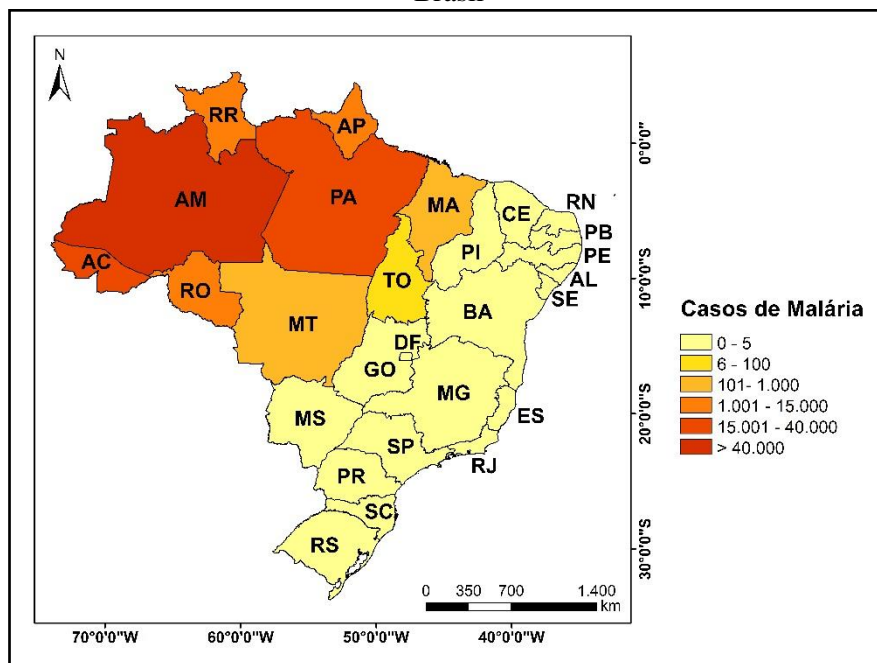 Brasil
N
RR
AP
0°0'0"
AM
PA
MA
CE
RN
PB
PI
PE
AC
TO
AL
10°0'0"S
RO
SE
BA
MT
Casos de Malária
0 - 5
DF
6 - 100
GO
101- 1.000
MG
1.001 - 15.000
MS
ES
20°0'0"S
15.001 - 40.000
SP
> 40.000
RJ
PR
SC
RS
30°0'0"S
0 350 700 1.400
km
70°0'0"W 60°0'0"W 50°0'0"W 40°0'0"W